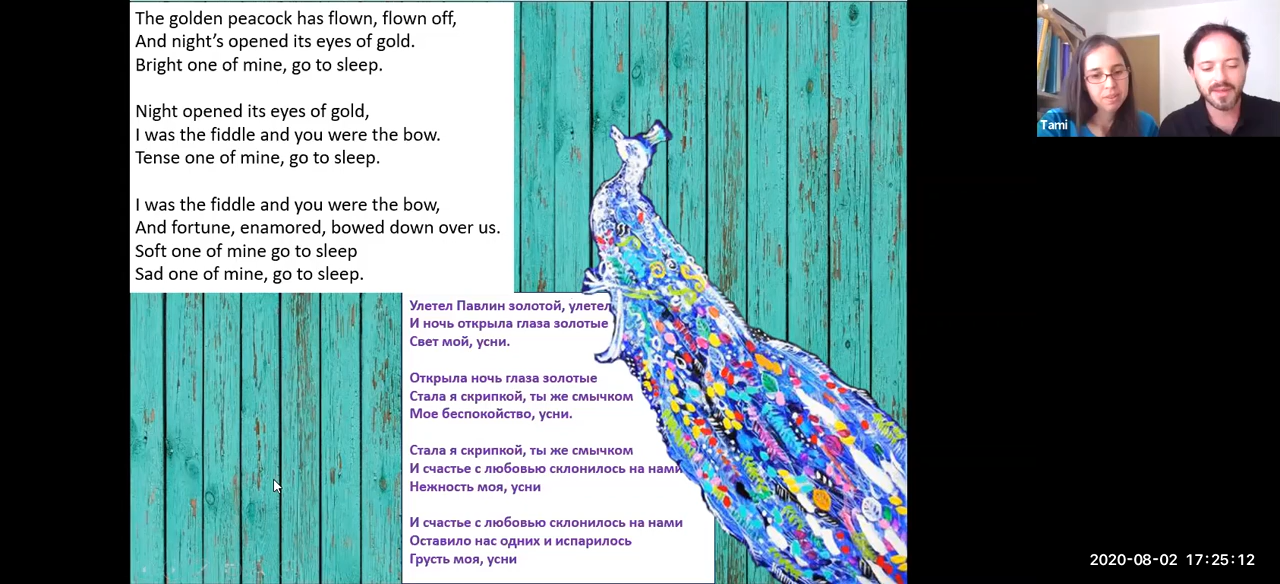 The golden peacock has flown, flown off,
And night's opened its eyes of gold.
Bright one of mine, go to sleep.
Night opened its eyes of gold,
I was the fiddle and you were the bow.
Tense one of mine, go to sleep.
I was the fiddle and you were the bow,
And fortune, enamored, bowed down over us.
Soft one of mine go to sleep
Sad one of mine, go to sleep.
Улетел Павлин золотой, улетел
И ночь открыла глаза золотые
Свет мой, усни.
Открыла ночь глаза золотые
Стала я скрипкой, ты же смычком
Мое беспокойство, усни.
Стала я скрипкой, ты же смычком
И счастье с любовью склонилось на нами
Нежность моя, усни
И счастье с любовью склонилось на нами
Оставило нас одних и испарилось
Грусть моя, усни
Tami
2020-08-02 17:25:12